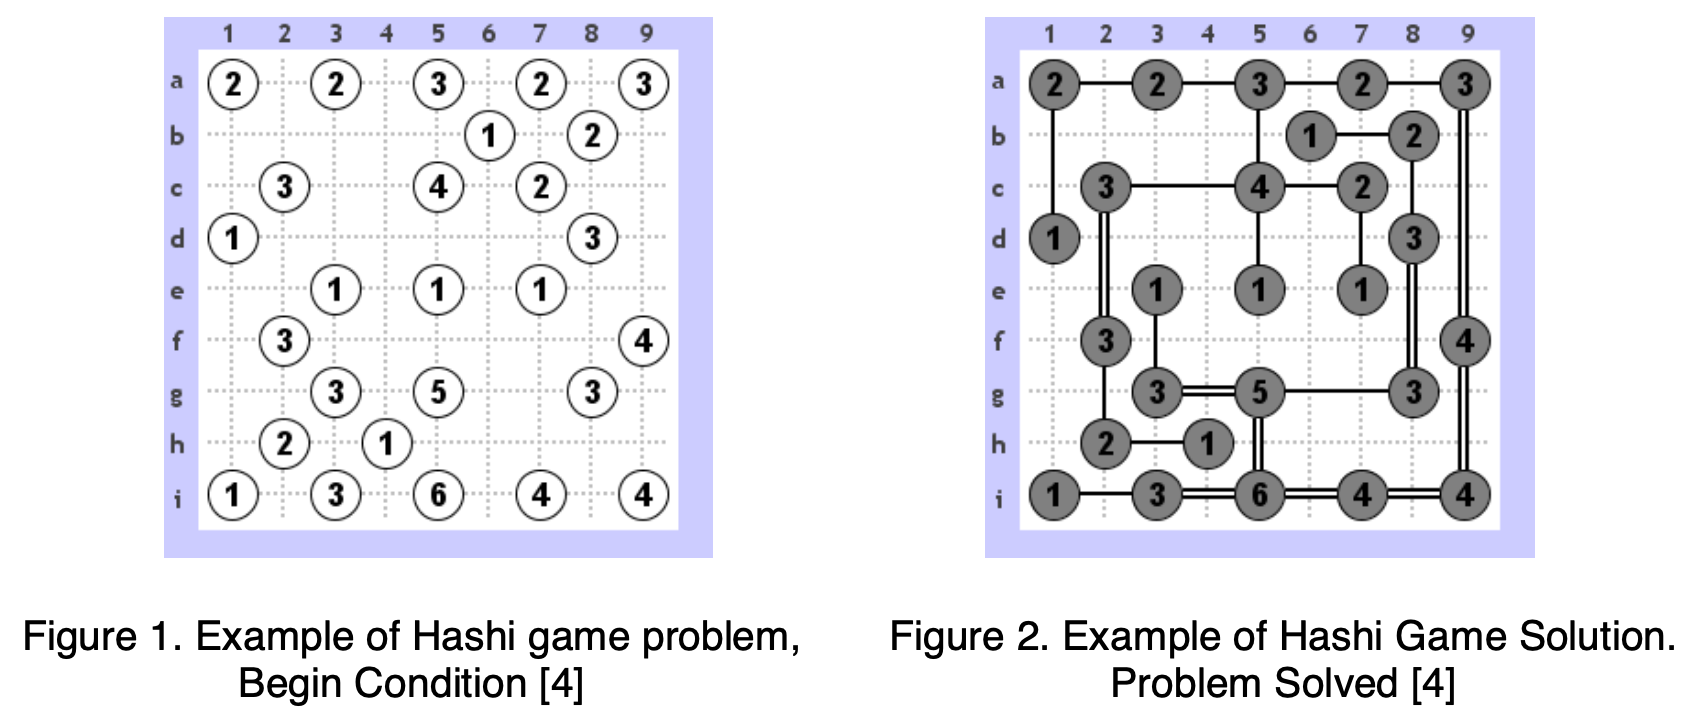 1 2 3 4 5 6 7 8 9
a 2 2 3 2 3
b 1 2
c 3 4 2
d 1 3
e 1 1 1
f 3 4
g 3 5 3
h 2 1
i 1 3 6 4 4
Figure 1. Example of Hashi game problem,
Begin Condition [4]
1 2 3 4 5 6 7 8 9
a 2 2 3 2 3
b 1 2
c 3 4 2
d 1 3
e 1 1 1
f 3 4
g 3 5 3
h 2 1
i 1 3 6 4 4
Figure 2. Example of Hashi Game Solution.
Problem Solved [4]